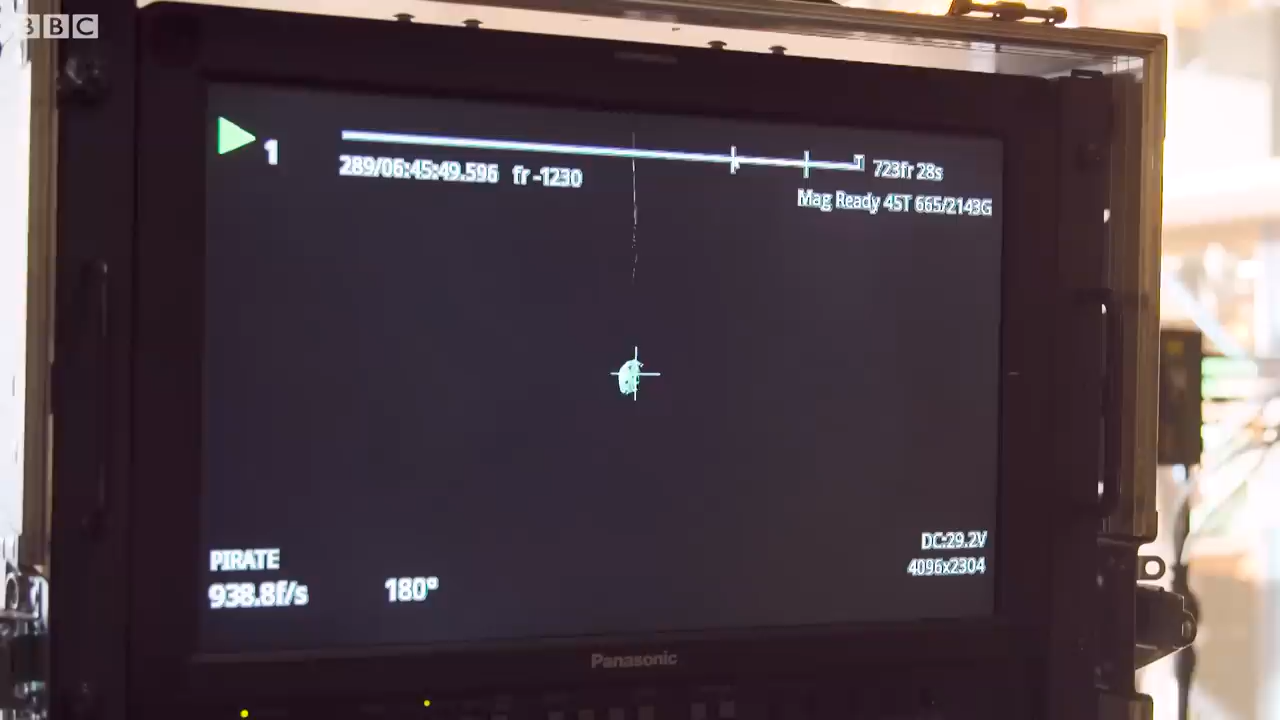 BBC
1
289/06:45:49.596 fr -1230
723fr 28s
Mag Ready 45T 665/2143G
PIRATE
938.8f/s 180°
DC:29.2V
4096x2304
Panasonic